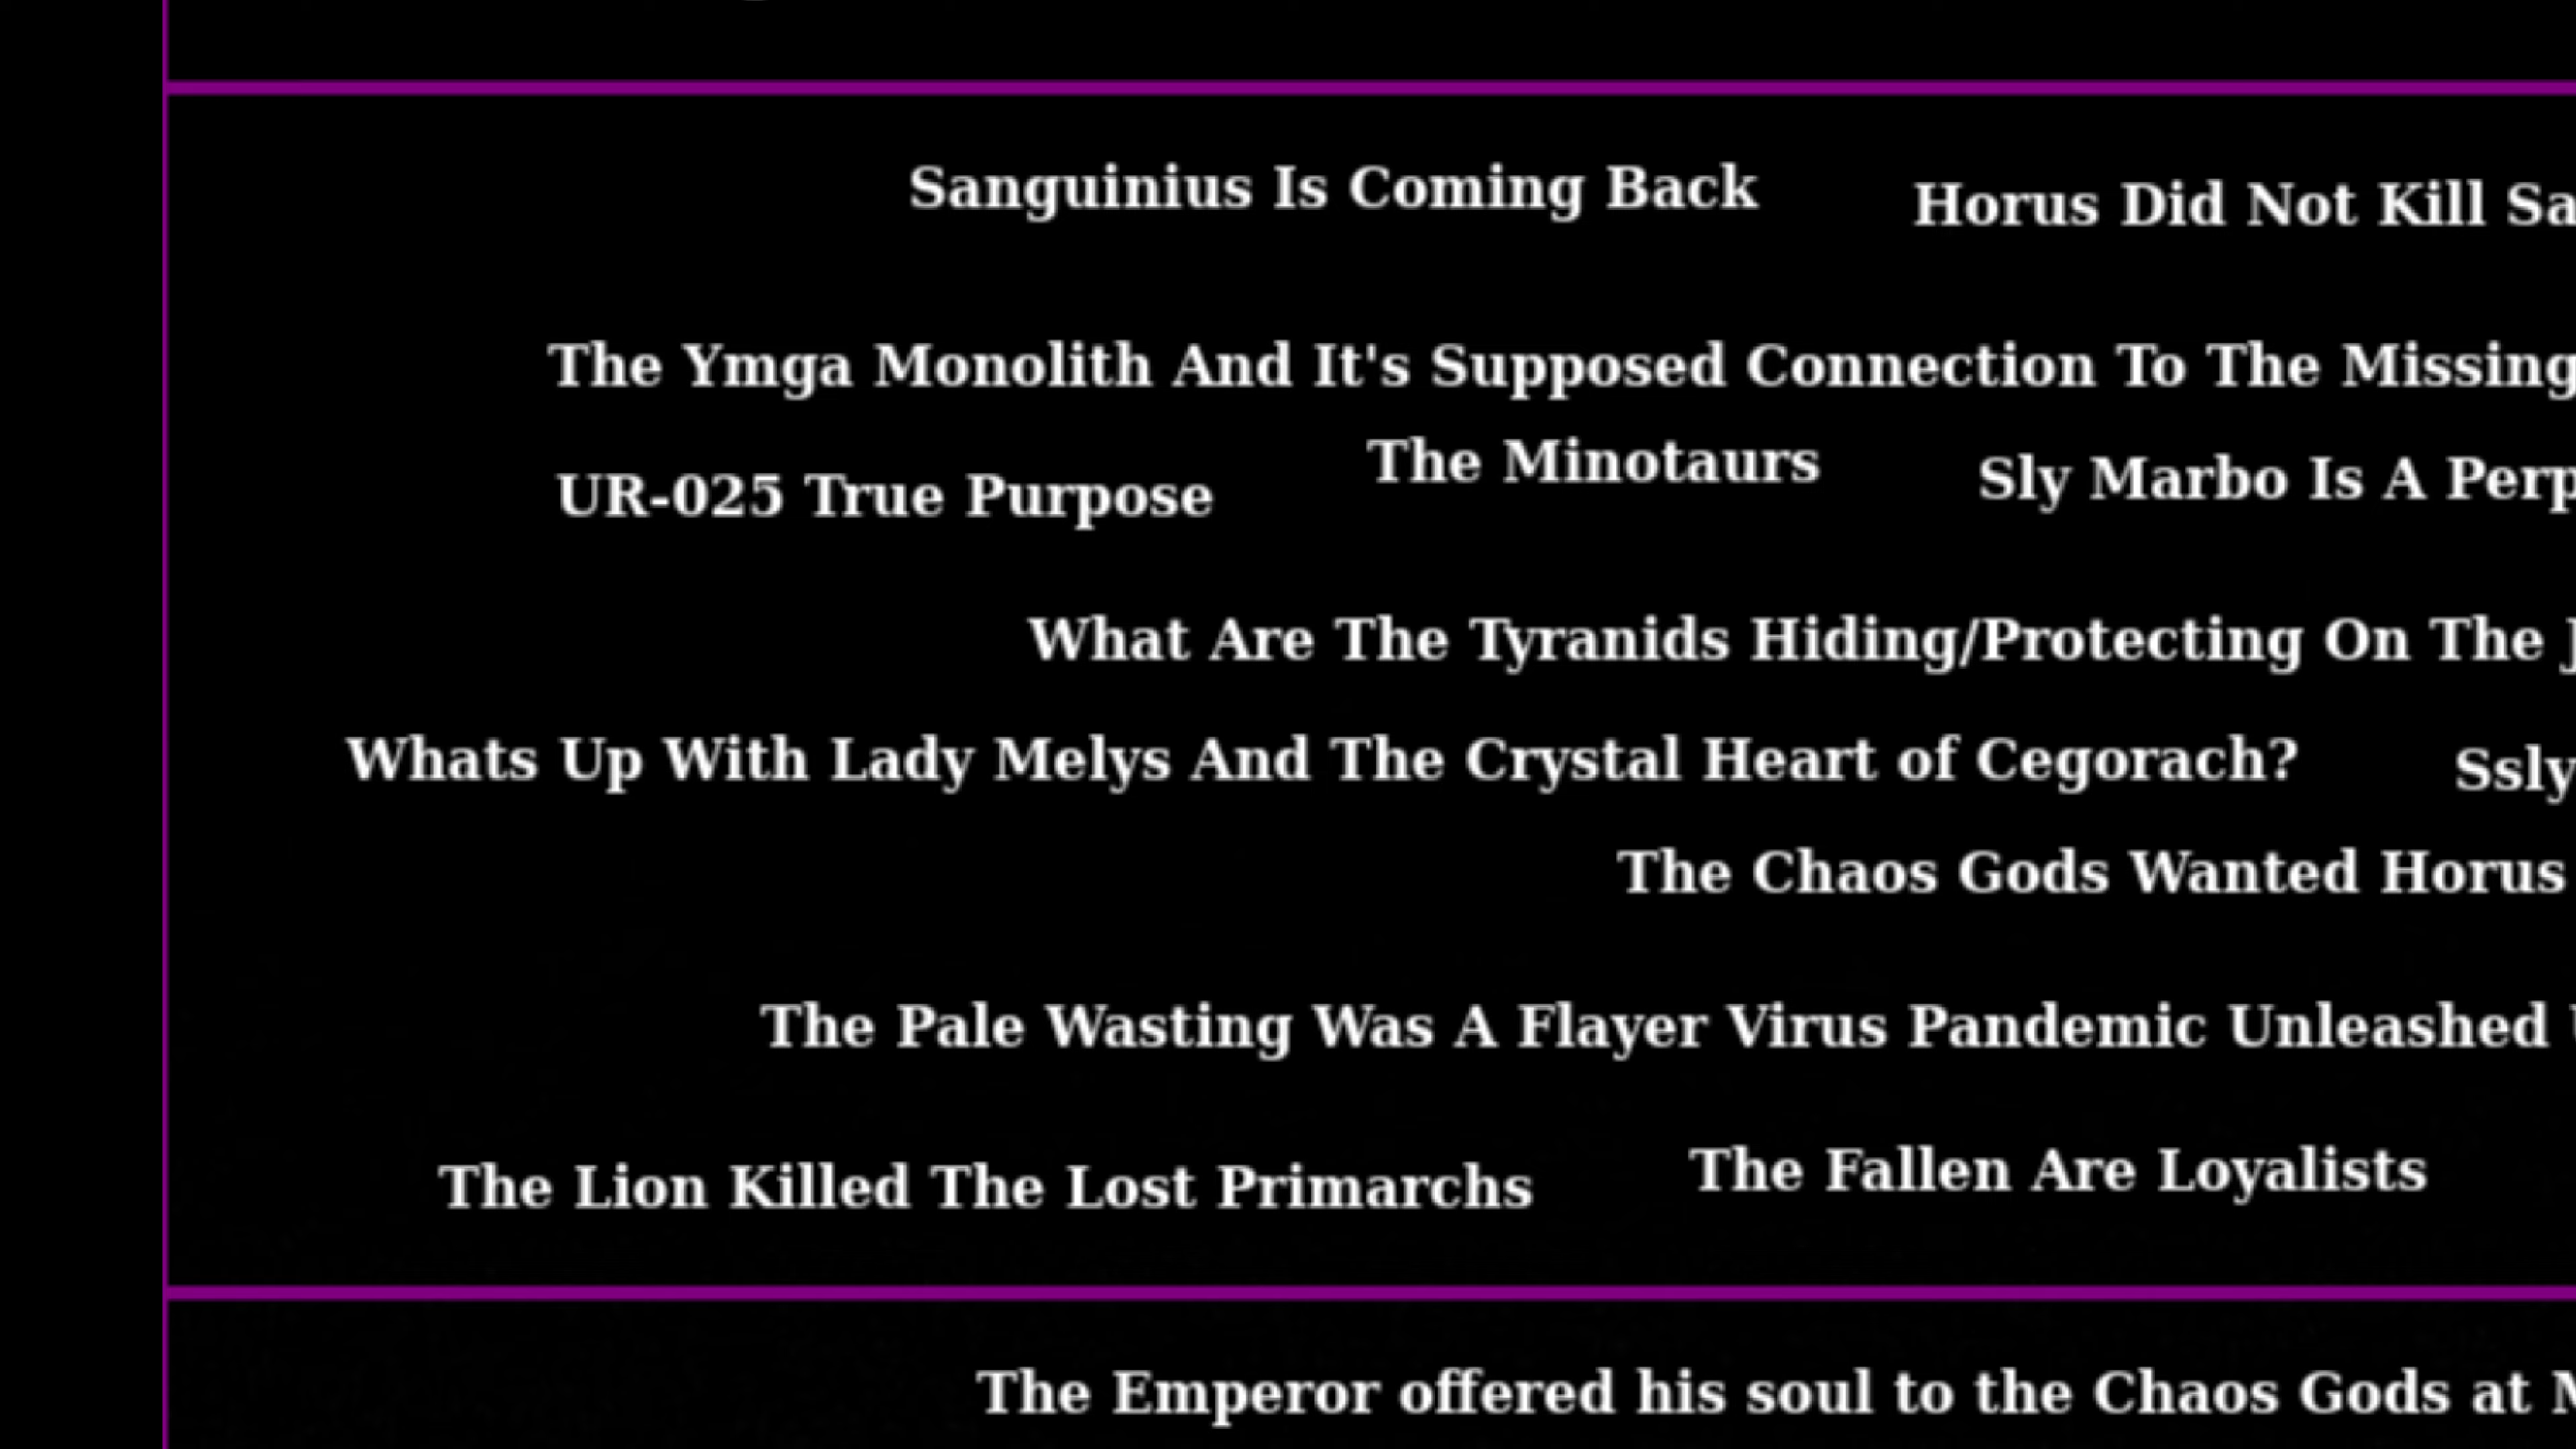 Sanguinius Is Coming Back
Horus Did Not Kill Sa
The Ymga Monolith And It's Supposed Connection To The Missing
The Minotaurs
UR-025 True Purpose
Sly Marbo Is A Perp
What Are The Tyranids Hiding/Protecting On The J
Whats Up With Lady Melys And The Crystal Heart of Cegorach?
Ssly
The Chaos Gods Wanted Horus
The Pale Wasting Was A Flayer Virus Pandemic Unleashed
The Lion Killed The Lost Primarchs
The Fallen Are Loyalists
The Emperor offered his soul to the Chaos Gods at M